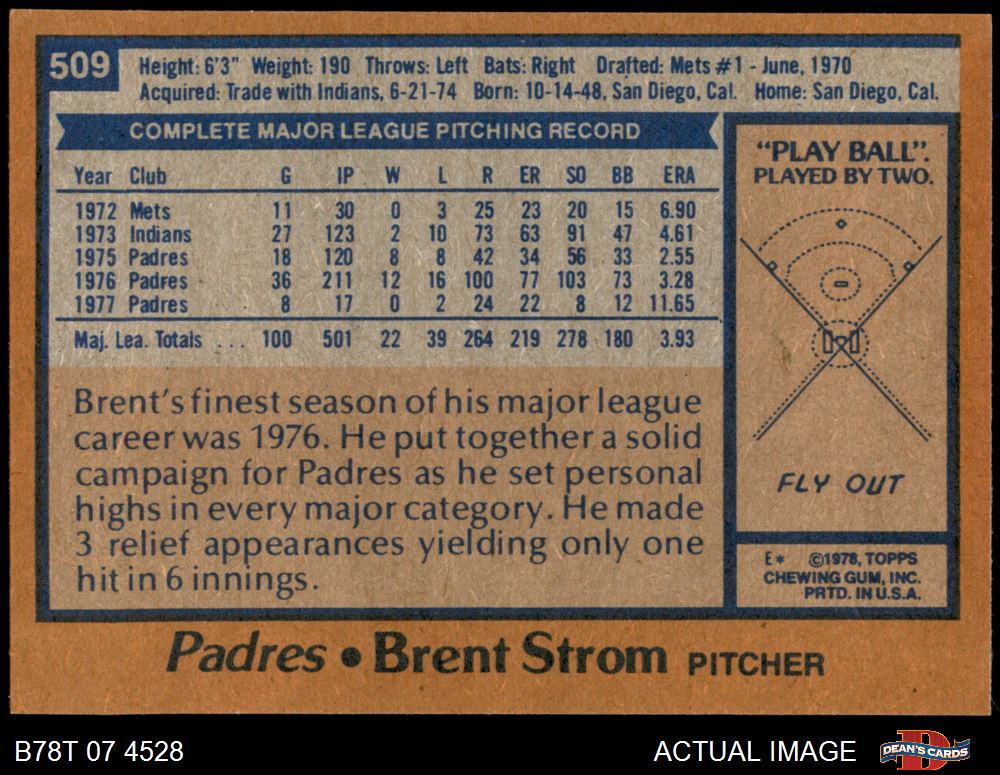 509
Height: 6'3" Weight: 190 Throws: Left Bats: Right Drafted: Mets #1 - June, 1970
Acquired: Trade with Indians, 6-21-74 Born: 10-14-48, San Diego, Cal. Home: San Diego, Cal.
COMPLETE MAJOR LEAGUE PITCHING RECORD
Year Club G IP W L R ER SO BB ERA
1972 Mets 11 30 0 3 25 23 20 15 6.90
1973 Indians 27 123 2 10 73 63 91 47 4.61
1975 Padres 18 120 8 8 42 34 56 33 2.55
1976 Padres 36 211 12 16 100 77 103 73 3.28
1977 Padres 8 17 0 2 24 22 8 12 11.65
Maj. Lea. Totals ... 100 501 22 39 264 219 278 180 3.93
Brent's finest season of his major league
career was 1976. He put together a solid
campaign for Padres as he set personal
highs in every major category. He made
3 relief appearances yielding only one
hit in 6 innings.
"PLAY BALL".
PLAYED BY TWO.
FLY OUT
E* ©1978, TOPPS
CHEWING GUM, INC.
PRTD. IN U.S.A.
Padres • Brent Strom PITCHER
B78T 07 4528
ACTUAL IMAGE
DEAN'S CARDS